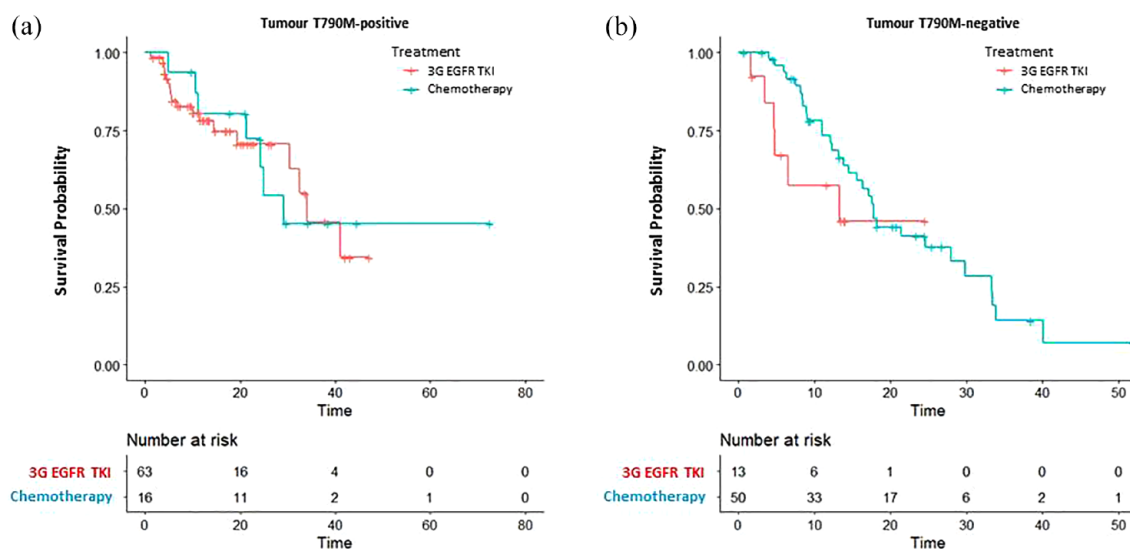 (a)
Tumour T790M-positive
Treatment
3G EGFR TKI
Chemotherapy
Survival Probability
1.00
0.75
0.50
0.25
0.00
0 20 40 60 80
Time
Number at risk
3G EGFR TKI 63 16 4 0 0
Chemotherapy 16 11 2 1 0
0 20 40 60 80
Time
(b)
Tumour T790M-negative
Treatment
3G EGFR TKI
Chemotherapy
Survival Probability
1.00
0.75
0.50
0.25
0.00
0 10 20 30 40 50
Time
Number at risk
3G EGFR TKI 13 6 1 0 0 0
Chemotherapy 50 33 17 6 2 1
0 10 20 30 40 50
Time